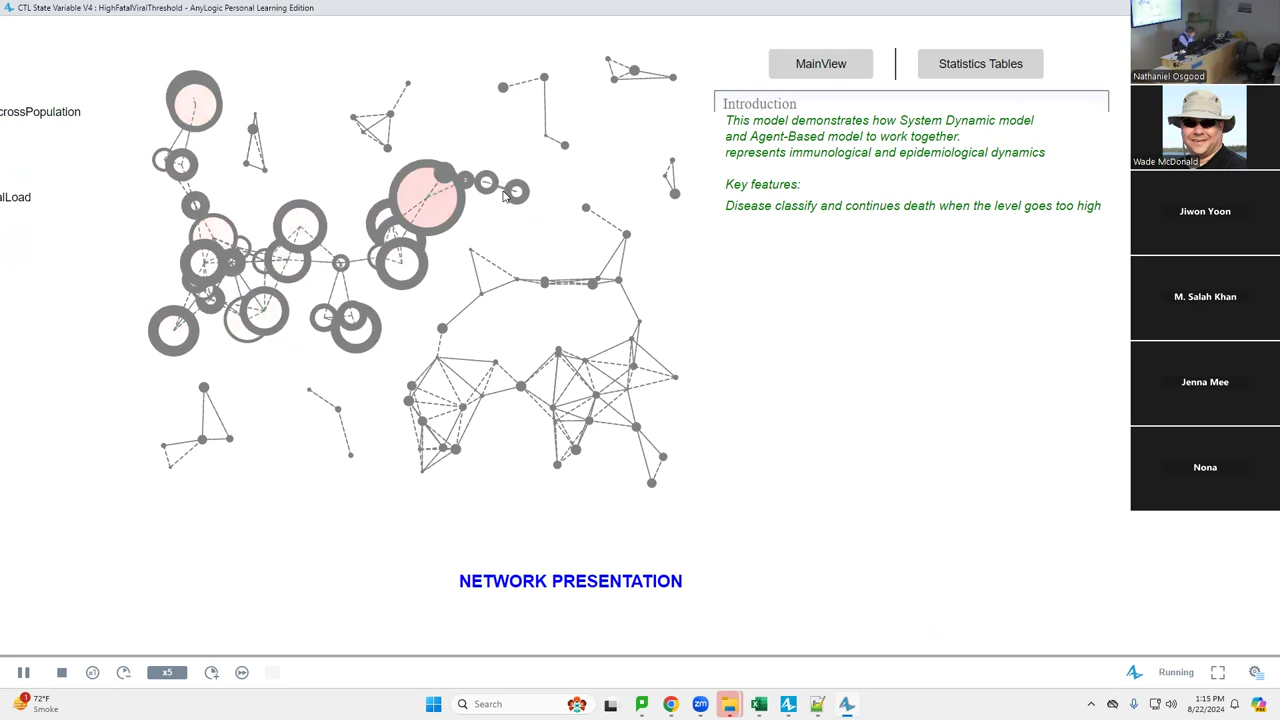 CTL State Variable V4 : HighFatalViralThreshold - AnyLogic Personal Learning Edition
crossPopulation
alLoad
MainView
Statistics Tables
Introduction
This model demonstrates how System Dynamic model
and Agent-Based model to work together.
represents immunological and epidemiological dynamics
Key features:
Disease classify and continues death when the level goes too high
NETWORK PRESENTATION
Nathaniel Osgood
Wade McDonald
Jiwon Yoon
M. Salah Khan
Jenna Mee
Nona
x1
x5
Running
1
72°F
Smoke
Search
zm
1:15 PM
8/22/2024